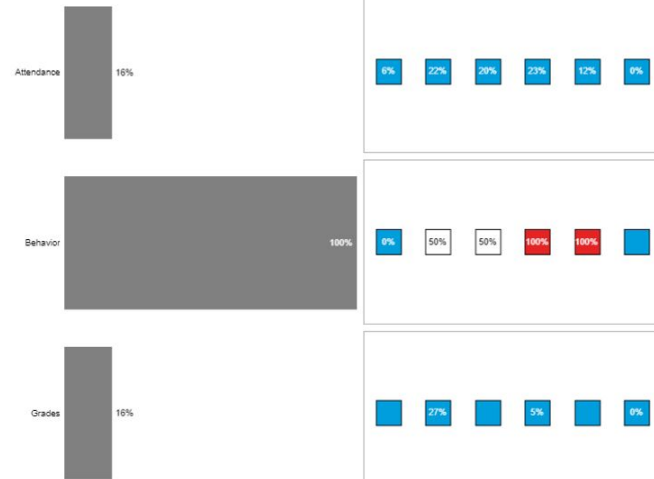 Attendance 16% 6% 22% 20% 23% 12% 0%
Behavior 100% 0% 50% 50% 100% 100%
Grades 16% 27% 5% 0%